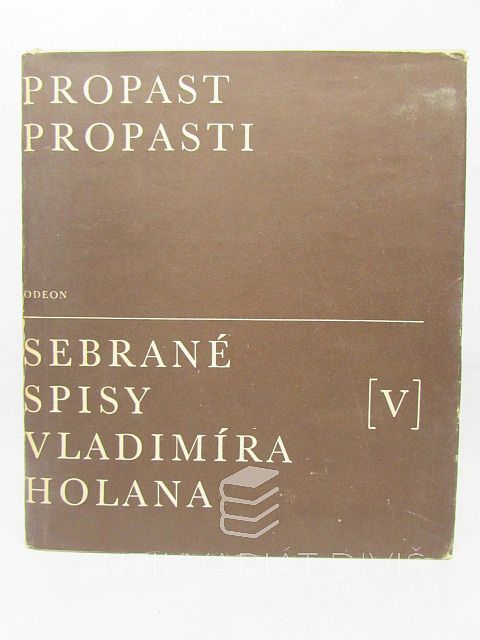 PROPAST
PROPASTI
ODEON
SEBRANÉ
SPISY [V]
VLADIMÍRA
HOLANA
ANTIKVARIÁT DIVIŠ